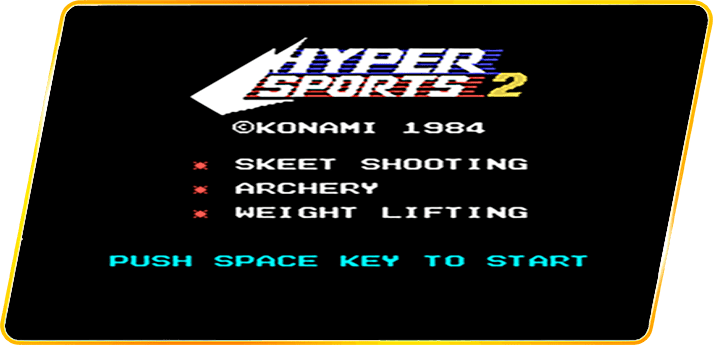 HYPER
SPORTS 2
©KONAMI 1984
SKEET SHOOTING
ARCHERY
WEIGHT LIFTING
PUSH SPACE KEY TO START